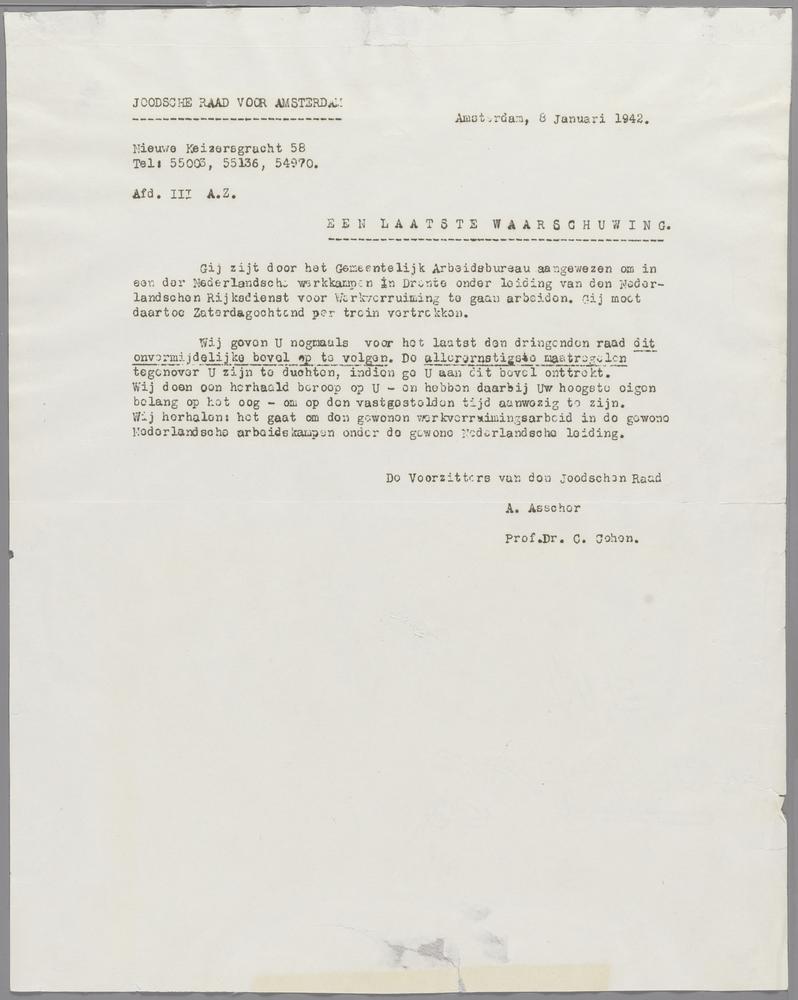 JOODSCHE RAAD VOOR AMSTERDAM
Amsterdam, 8 Januari 1942.
Nieuwe Keizersgracht 58
Tel: 55003, 55136, 54970.
Afd. III A.Z.
EEN LAATSTE WAARSCHUWING.
Gij zijt door het Gemeentelijk Arbeidsbureau aangewezen om in
een der Nederlandsche werkkampen in Drente onder leiding van den Neder-
landschen Rijksdienst voor Werkverruiming te gaan arbeiden. Gij moet
daartoe Zaterdagochtend per trein vertrekken.
Wij geven U nogmaals voor het laatst den dringenden raad dit
onvermijdelijke bevel op te volgen. De allerernstigste maatregelen
tegenover U zijn te duchten, indien ge U aan dit bevel onttrekt.
Wij doen een herhaald beroep op U - en hebben daarbij Uw hoogste eigen
belang op het oog - om op den vastgestelden tijd aanwezig te zijn.
Wij herhalen: het gaat om den gewonen werkverruimingsarbeid in de gewone
Nederlandsche arbeidskampen onder de gewone Nederlandsche leiding.
De Voorzitters van den Joodschen Raad
A. Asscher
Prof.Dr. C. Cohen.